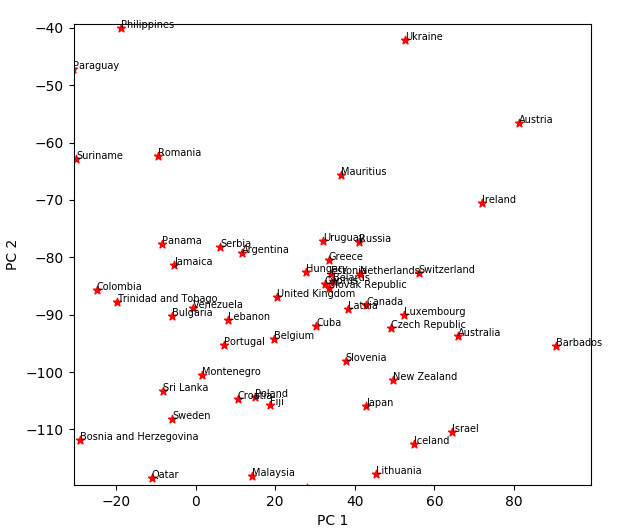 Philippines
−40
Ukraine
Paraguay
−50
Austria
−60
Suriname
Romania
Mauritius
−70
Ireland
Panama
Serbia
Argentina
Uruguay
Russia
−80
Jamaica
Greece
Hungary
Estonia
Netherlands
Switzerland
Belarus
Slovak Republic
Colombia
Trinidad and Tobago
Venezuela
United Kingdom
Latvia
Canada
−90
Bulgaria
Lebanon
Cuba
Luxembourg
Czech Republic
Australia
Portugal
Belgium
Barbados
Slovenia
−100
Montenegro
New Zealand
Sri Lanka
Croatia
Poland
Fiji
Japan
Sweden
−110
Bosnia and Herzegovina
Israel
Iceland
Qatar
Malaysia
Lithuania
PC 2
−20
0
20
40
60
80
PC 1